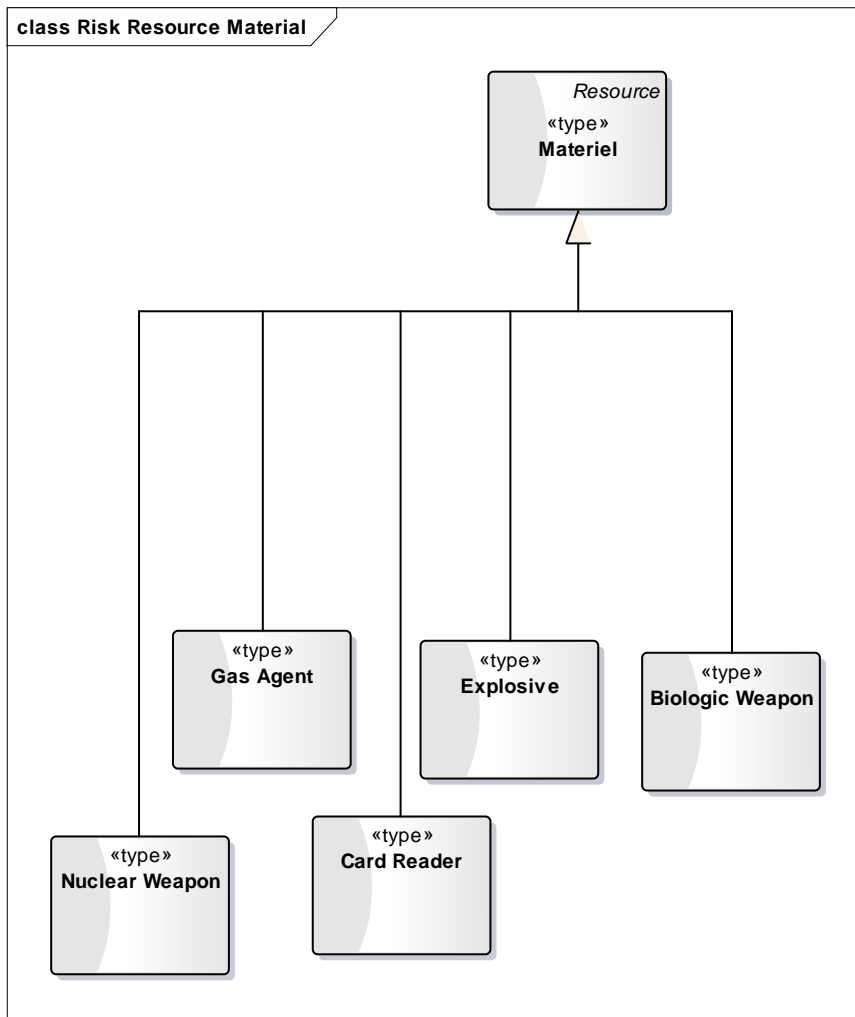 class Risk Resource Material
Resource
«type»
Materiel
«type»
Gas Agent
«type»
Explosive
«type»
Biologic Weapon
«type»
Nuclear Weapon
«type»
Card Reader